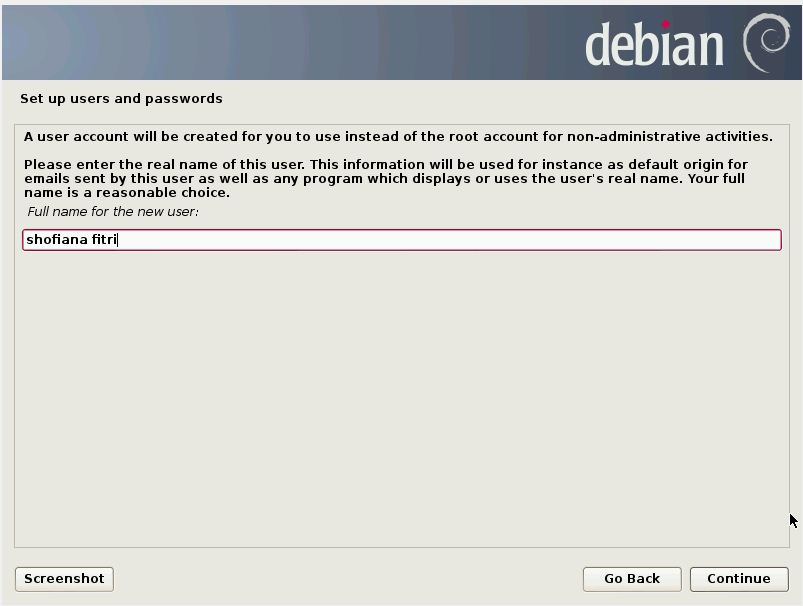 debian
Set up users and passwords
A user account will be created for you to use instead of the root account for non-administrative activities.
Please enter the real name of this user. This information will be used for instance as default origin for
emails sent by this user as well as any program which displays or uses the user's real name. Your full
name is a reasonable choice.
Full name for the new user:
shofiana fitri
Screenshot
Go Back
Continue